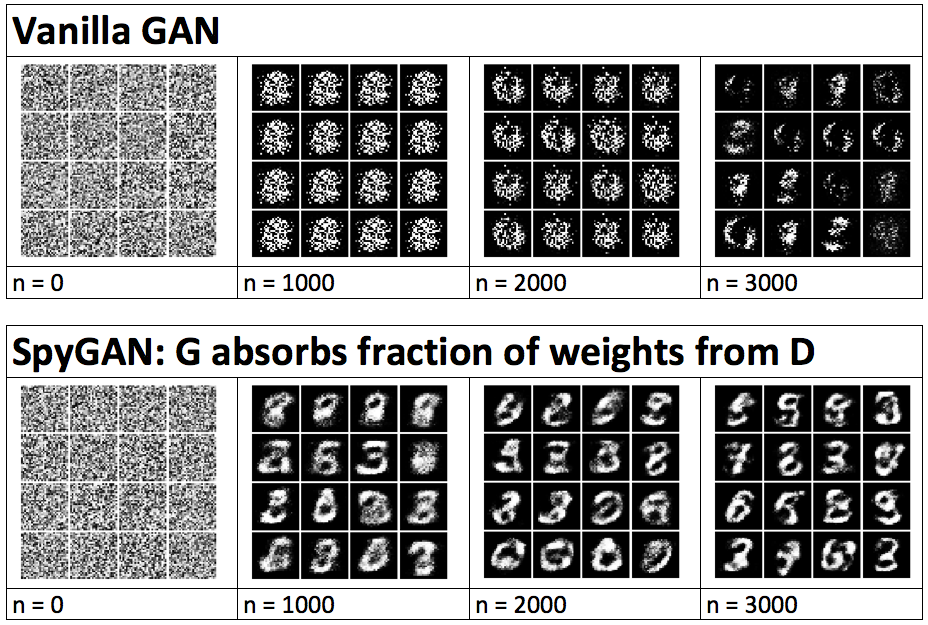 Vanilla GAN
n = 0
n = 1000
n = 2000
n = 3000
SpyGAN: G absorbs fraction of weights from D
n = 0
n = 1000
n = 2000
n = 3000